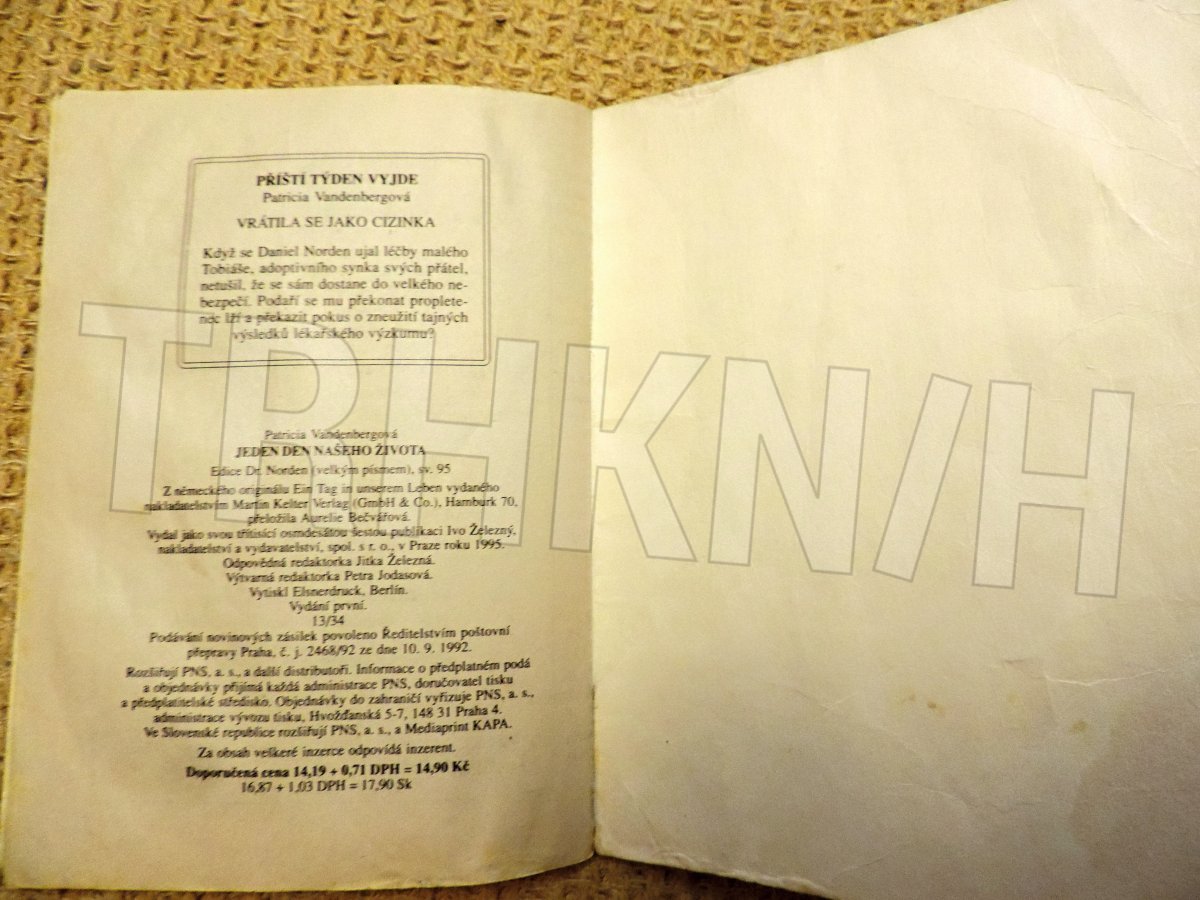 PŘÍŠTÍ TÝDEN VYJDE
Patricia Vandenbergová
VRÁTILA SE JAKO CIZINKA
Když se Daniel Norden ujal léčby malého
Tobiáše, adoptivního synka svých přátel,
netušil, že se sám dostane do velkého ne-
bezpečí. Podaří se mu překonat proplete-
nec lží a překazit pokus o zneužití tajných
výsledků lékařského výzkumu?
TRHKN/H
Patricia Vandenbergová
JEDEN DEN NAŠEHO ŽIVOTA
Edice Dr. Norden (velkým písmem), sv. 95
Z německého originálu Ein Tag in unserem Leben vydaného
nakladatelstvím Martin Kelter Verlag (GmbH & Co.), Hamburk 70,
přeložila Aurelie Bečvářová.
Vydal jako svou třítisící osmdesátou šestou publikaci Ivo Železný,
nakladatelství a vydavatelství, spol. s r. o., v Praze roku 1995.
Odpovědná redaktorka Jitka Železná.
Výtvarná redaktorka Petra Jodasová.
Vytiskl Elsnerdruck, Berlín.
Vydání první.
13/34
Podávání novinových zásilek povoleno Ředitelstvím poštovní
přepravy Praha, č. j. 2468/92 ze dne 10. 9. 1992.
Rozšiřují PNS, a. s., a další distributoři. Informace o předplatném podá
a objednávky přijímá každá administrace PNS, doručovatel tisku
a předplatitelské středisko. Objednávky do zahraničí vyřizuje PNS, a. s.,
administrace vývozu tisku, Hvožďanská 5-7, 148 31 Praha 4.
Ve Slovenské republice rozšiřují PNS, a. s., a Mediaprint KAPA.
Za obsah veškeré inzerce odpovídá inzerent.
Doporučená cena 14,19 + 0,71 DPH = 14,90 Kč
16,87 + 1,03 DPH = 17,90 Sk